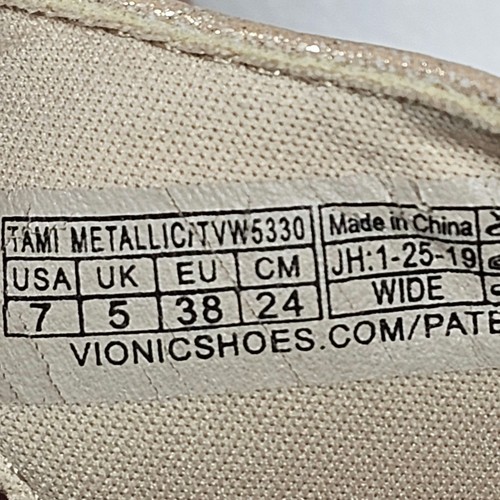 TAMI METALLIC/TVW5330
USA UK EU CM
7 5 38 24
Made in China
JH:1-25-19
WIDE
VIONICSHOES.COM/PATE